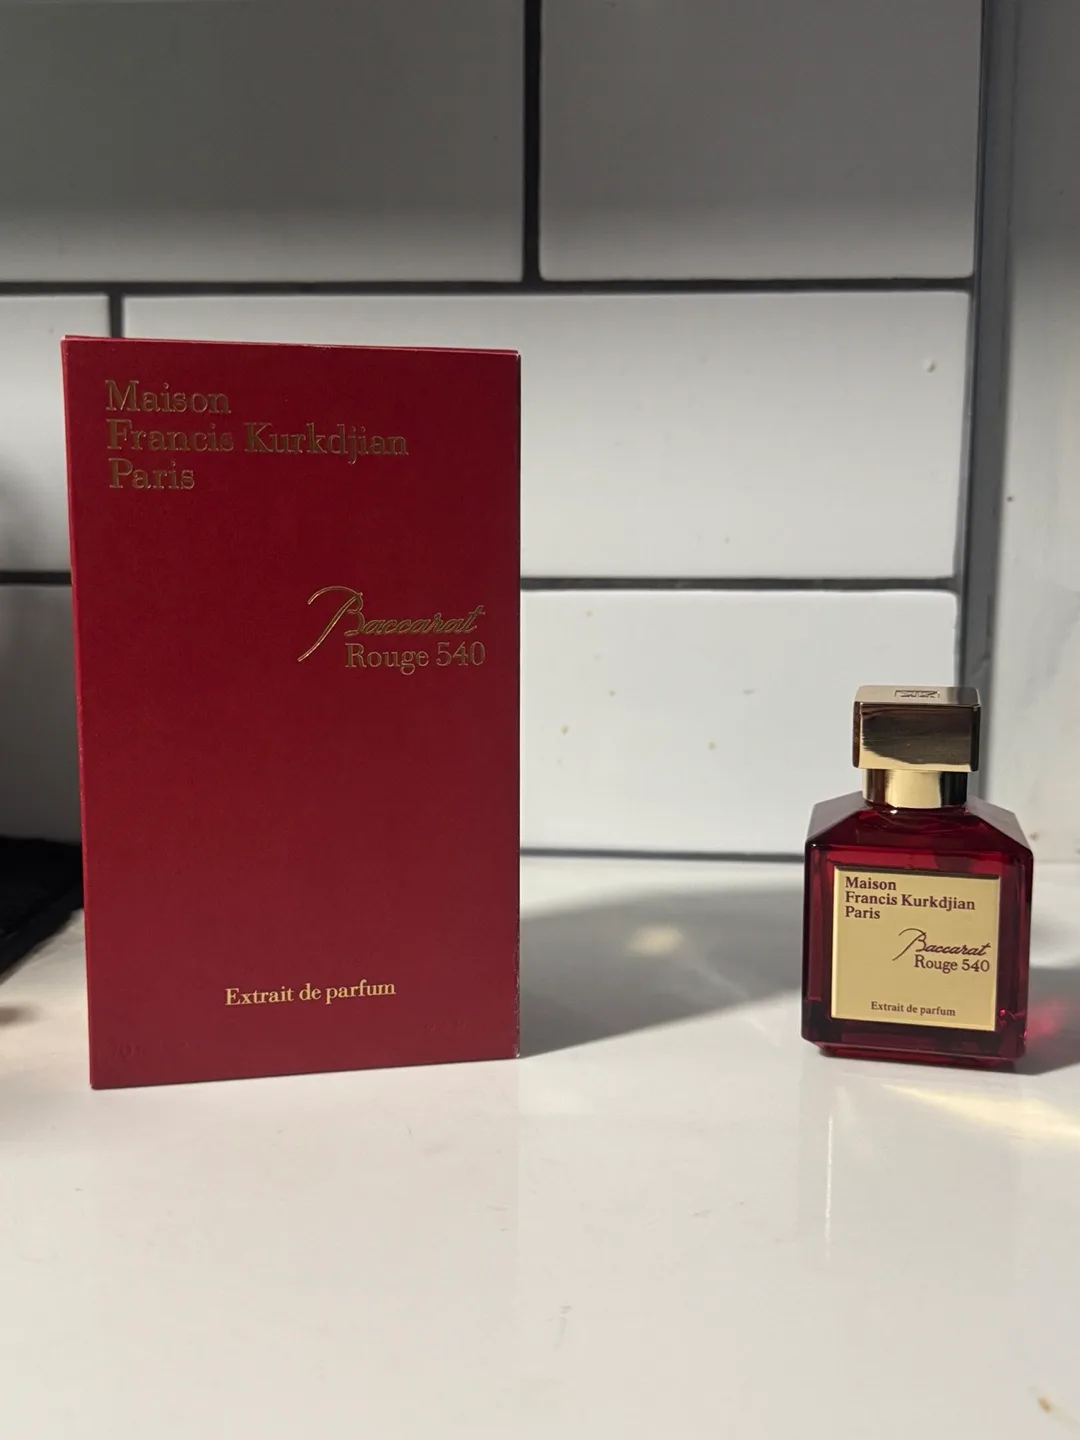 Maison
Francis Kurkdjian
Paris
Baccarat
Rouge 540
Extrait de parfum
Maison
Francis Kurkdjian
Paris
Baccarat
Rouge 540
Extrait de parfum